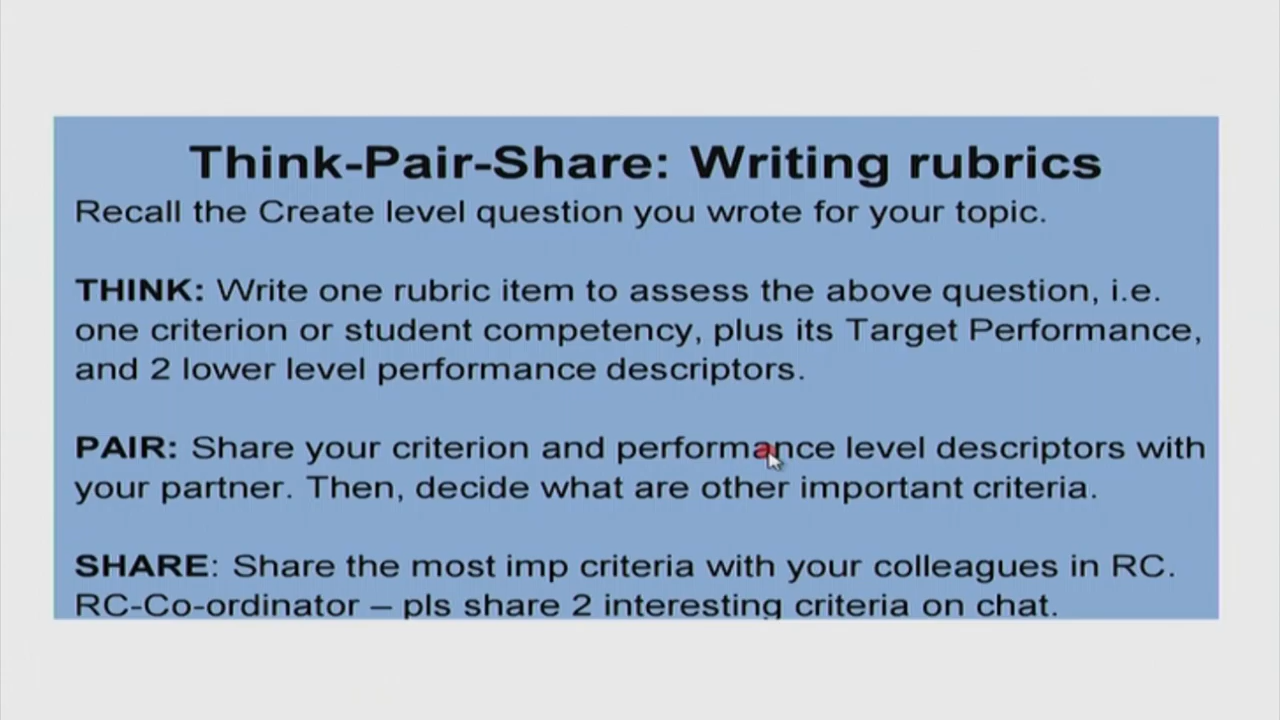 Think-Pair-Share: Writing rubrics
Recall the Create level question you wrote for your topic.
THINK: Write one rubric item to assess the above question, i.e.
one criterion or student competency, plus its Target Performance,
and 2 lower level performance descriptors.
PAIR: Share your criterion and performance level descriptors with
your partner. Then, decide what are other important criteria.
SHARE: Share the most imp criteria with your colleagues in RC.
RC-Co-ordinator – pls share 2 interesting criteria on chat.